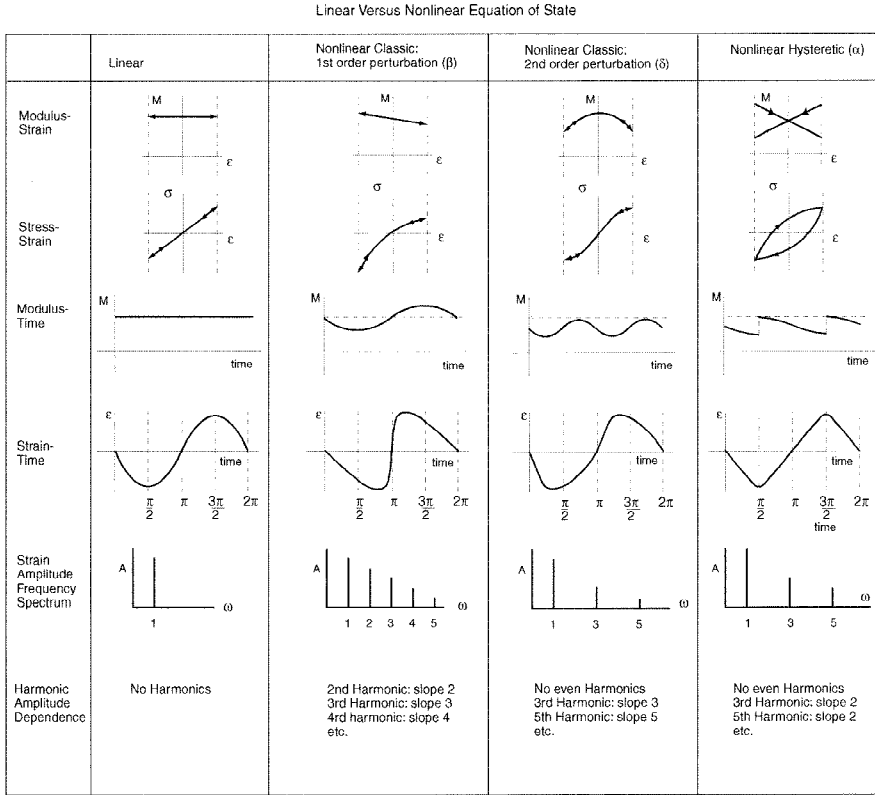 Linear Versus Nonlinear Equation of State
Linear
Nonlinear Classic:
1st order perturbation (β)
Nonlinear Classic:
2nd order perturbation (δ)
Nonlinear Hysteretic (α)
Modulus-
Strain
M
ε
M
ε
M
ε
M
ε
Stress-
Strain
σ
ε
σ
ε
σ
ε
σ
ε
Modulus-
Time
M
time
M
time
M
time
M
time
Strain-
Time
ε
time
π/2 π 3π/2 2π
ε
time
π/2 π 3π/2 2π
ε
time
π/2 π 3π/2 2π
ε
time
π/2 π 3π/2 2π
time
Strain
Amplitude
Frequency
Spectrum
A
ω
1
A
ω
1 2 3 4 5
A
ω
1 3 5
A
ω
1 3 5
Harmonic
Amplitude
Dependence
No Harmonics
2nd Harmonic: slope 2
3rd Harmonic: slope 3
4rd harmonic: slope 4
etc.
No even Harmonics
3rd Harmonic: slope 3
5th Harmonic: slope 5
etc.
No even Harmonics
3rd Harmonic: slope 2
5th Harmonic: slope 2
etc.